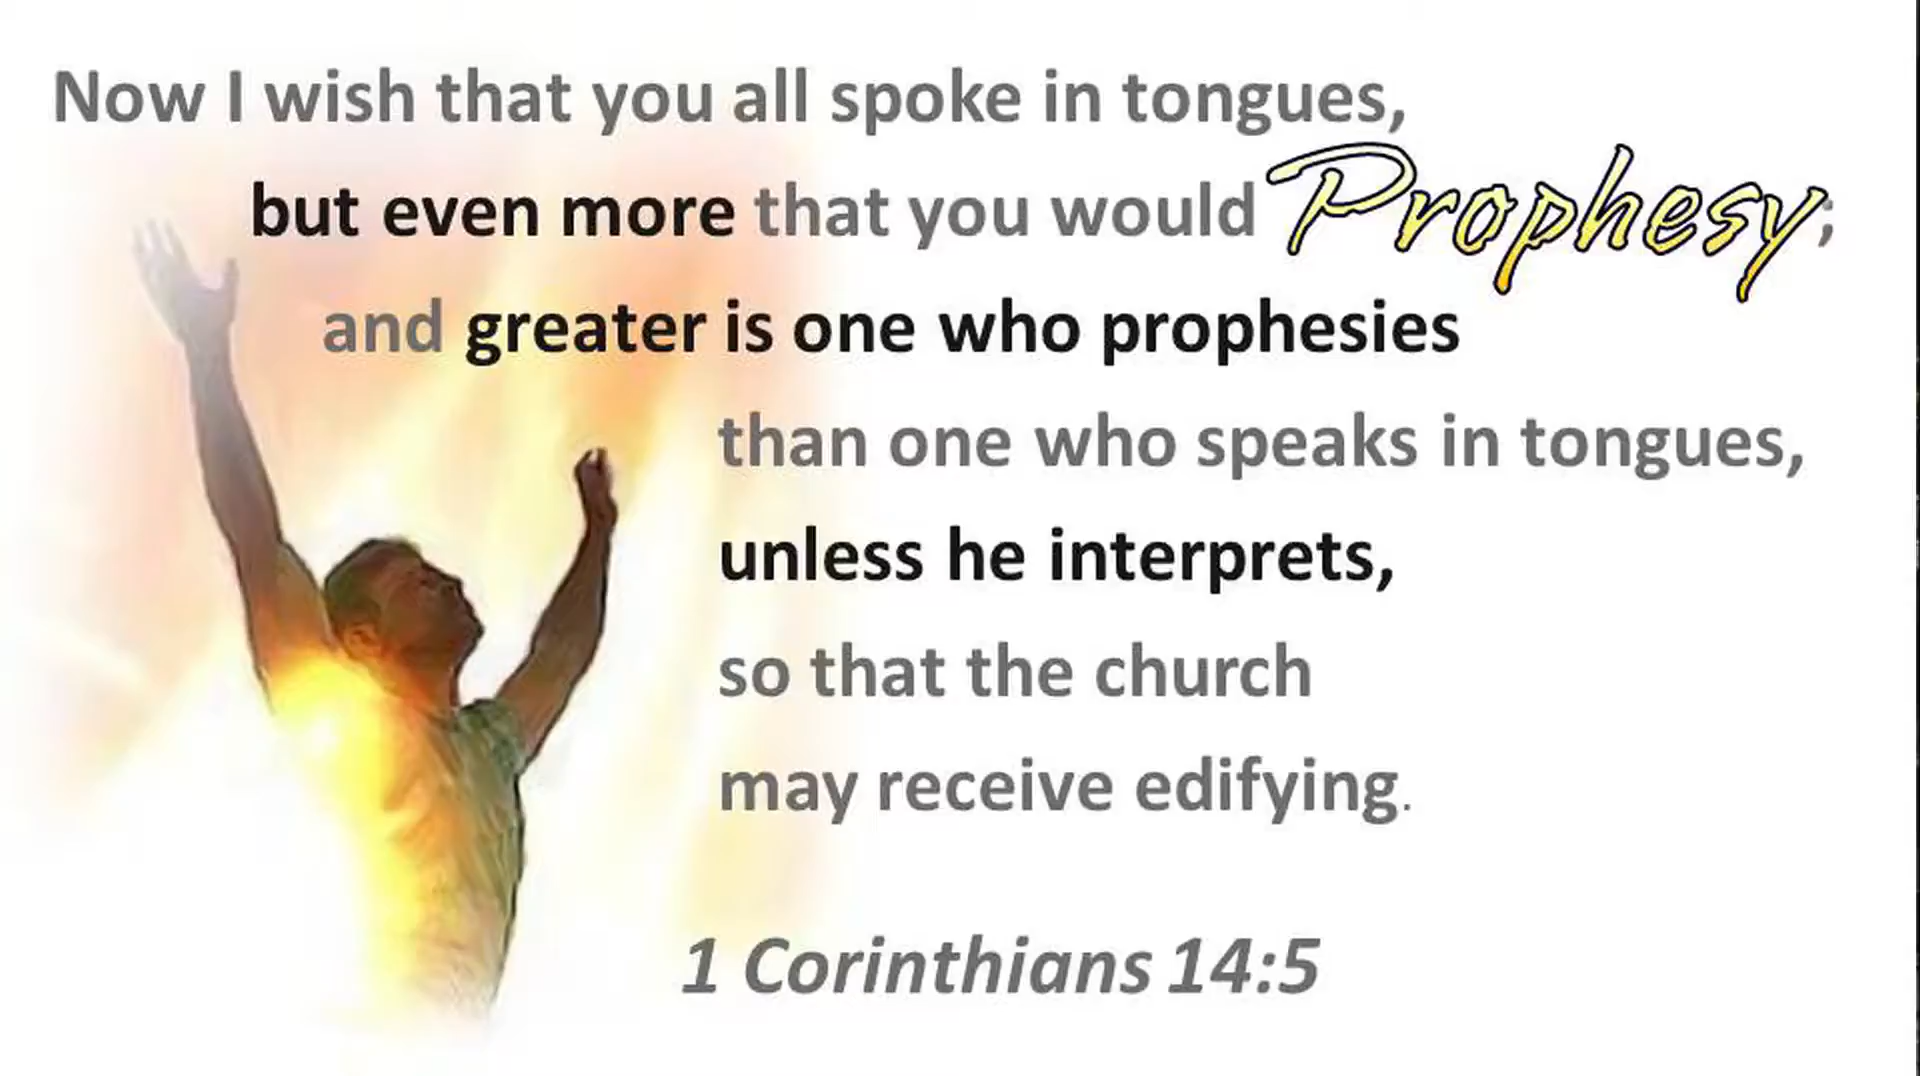 Now I wish that you all spoke in tongues,
but even more that you would Prophesy;
and greater is one who prophesies
than one who speaks in tongues,
unless he interprets,
so that the church
may receive edifying.
1 Corinthians 14:5